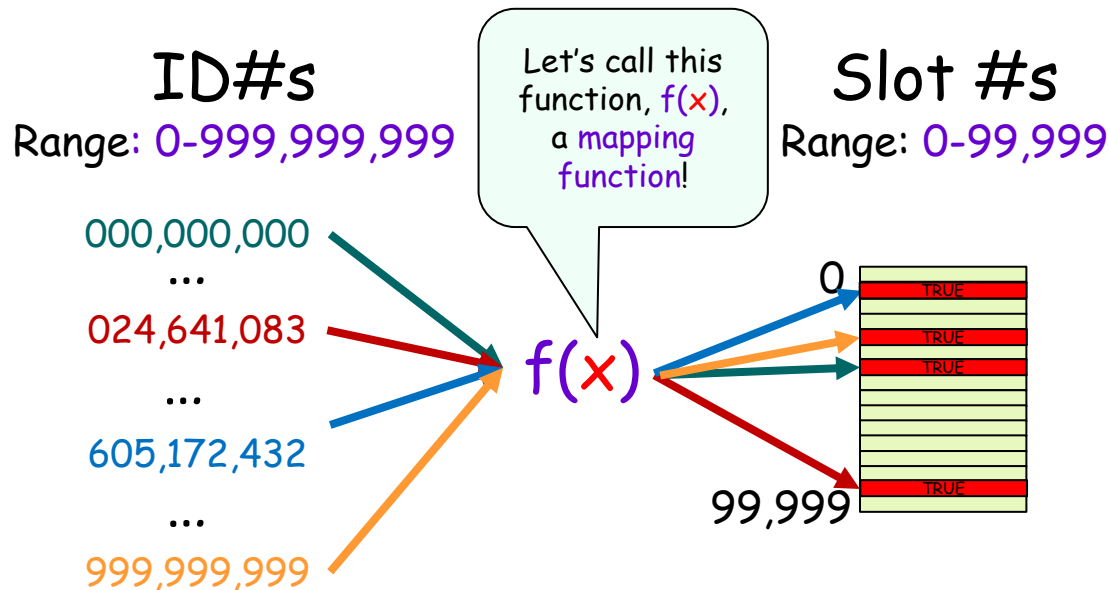 ID#s
Range: 0-999,999,999
000,000,000
...
024,641,083
...
605,172,432
...
999,999,999
Let's call this
function, f(x),
a mapping
function!
f(x)
Slot #s
Range: 0-99,999
0
TRUE
TRUE
TRUE
TRUE
99,999